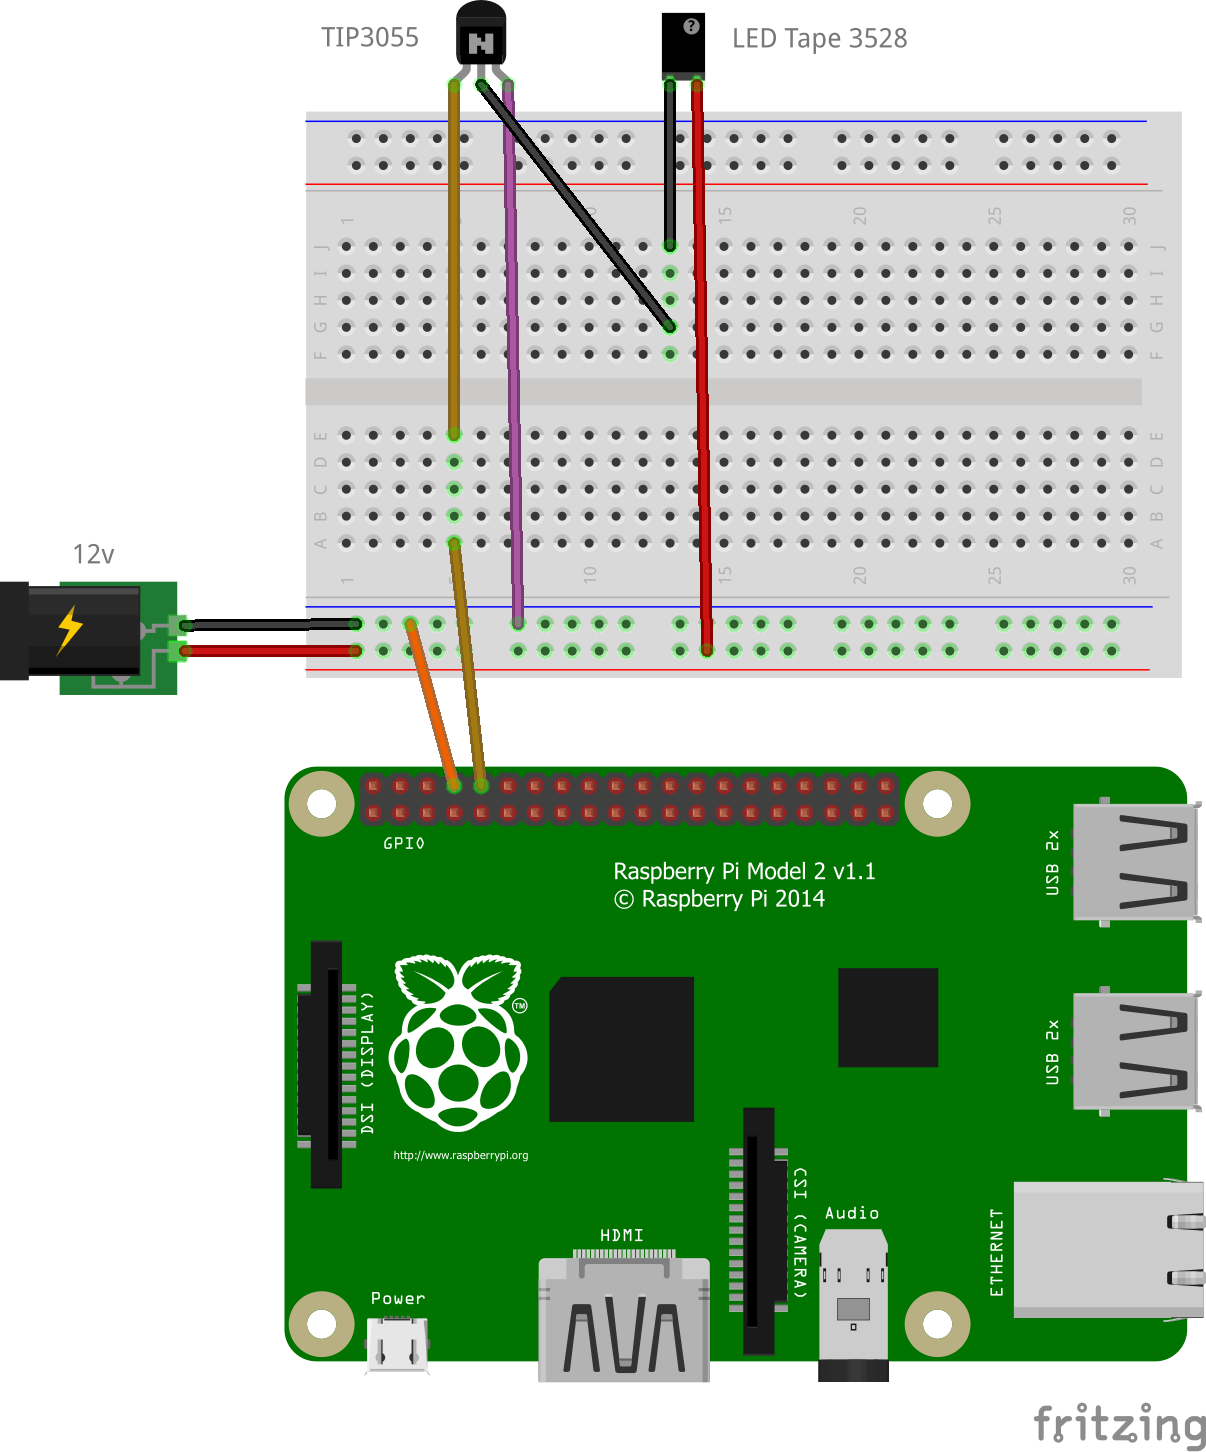 TIP3055
LED Tape 3528
N
?
1
5
10
15
20
25
30
J
J
I
I
H
H
G
G
F
F
E
E
D
D
C
C
B
B
A
A
1
5
10
15
20
25
30
12v
GPIO
Raspberry Pi Model 2 v1.1
© Raspberry Pi 2014
USB 2x
DSI (DISPLAY)
TM
USB 2x
http://www.raspberrypi.org
CSI (CAMERA)
Audio
ETHERNET
HDMI
Power
fritzing